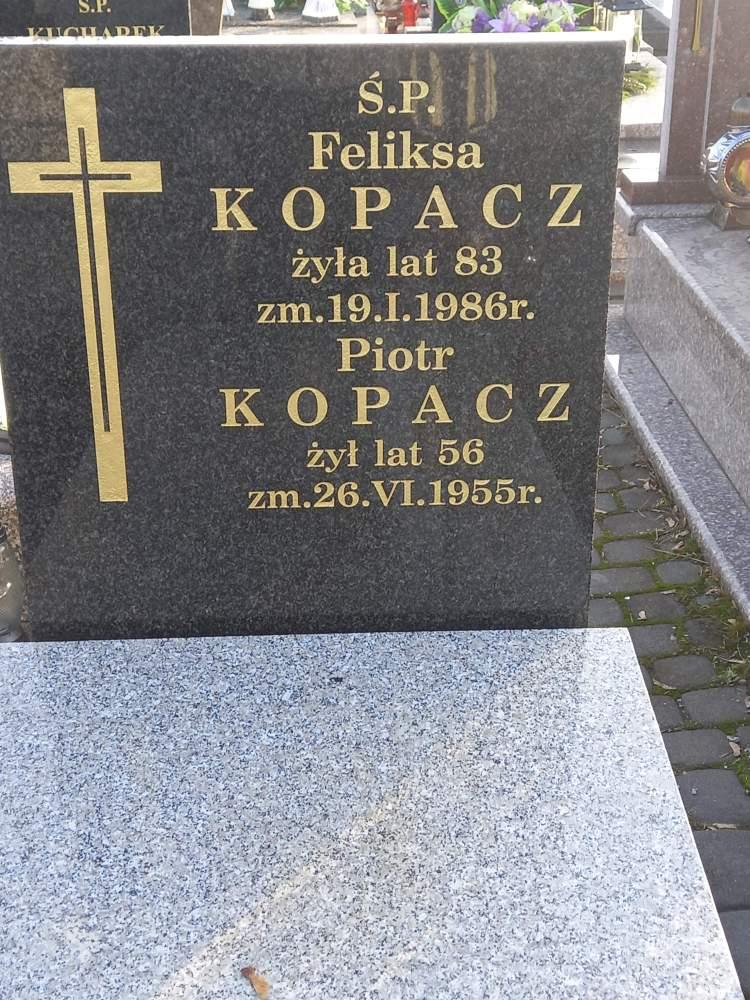 Ś.P.
KUCHAREK
Ś.P.
Feliksa
KOPACZ
żyła lat 83
zm.19.I.1986r.
Piotr
KOPACZ
żył lat 56
zm.26.VI.1955r.